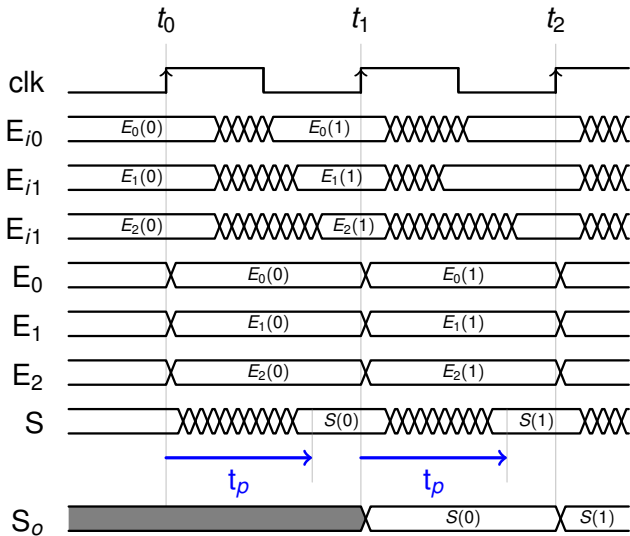 t0 t1 t2
clk
Ei0 E0(0) E0(1)
Ei1 E1(0) E1(1)
Ei1 E2(0) E2(1)
E0 E0(0) E0(1)
E1 E1(0) E1(1)
E2 E2(0) E2(1)
S S(0) S(1)
tp tp
So S(0) S(1)